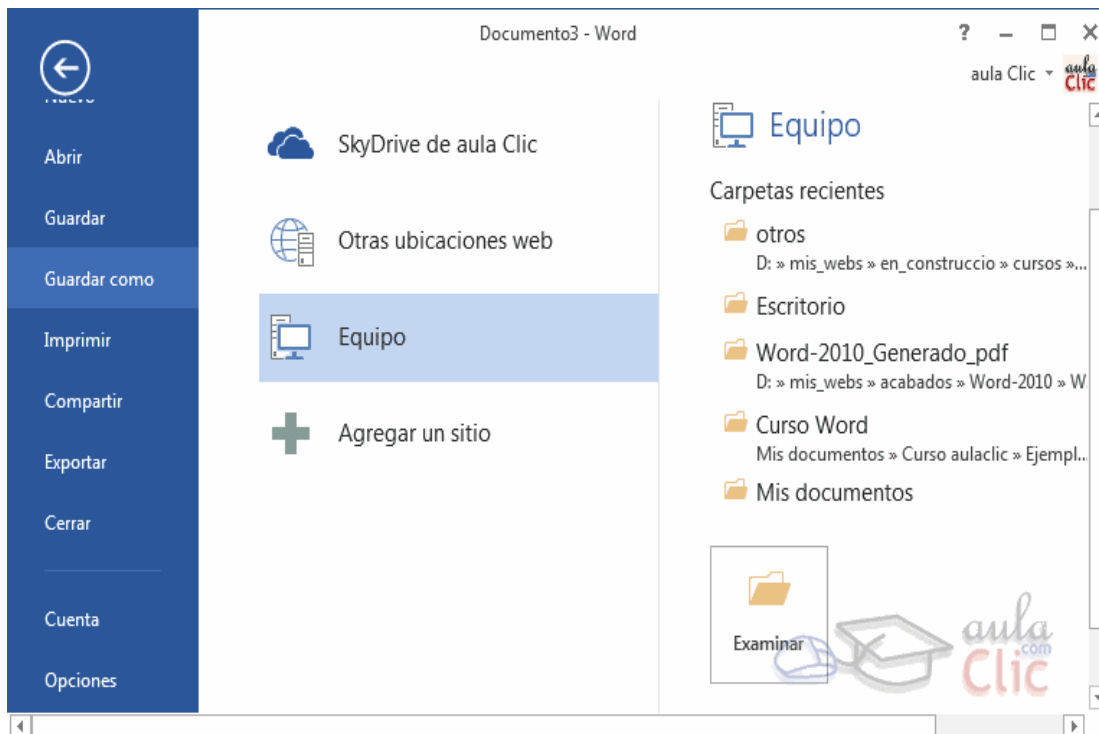 Documento3 - Word
?
aula Clic
aula Clic
Abrir
Guardar
Guardar como
Imprimir
Compartir
Exportar
Cerrar
Cuenta
Opciones
SkyDrive de aula Clic
Otras ubicaciones web
Equipo
Agregar un sitio
Equipo
Carpetas recientes
otros
D: » mis_webs » en_construccio » cursos »...
Escritorio
Word-2010_Generado_pdf
D: » mis_webs » acabados » Word-2010 » W
Curso Word
Mis documentos » Curso aulaclic » Ejempl...
Mis documentos
Examinar
aula
.com
Clic